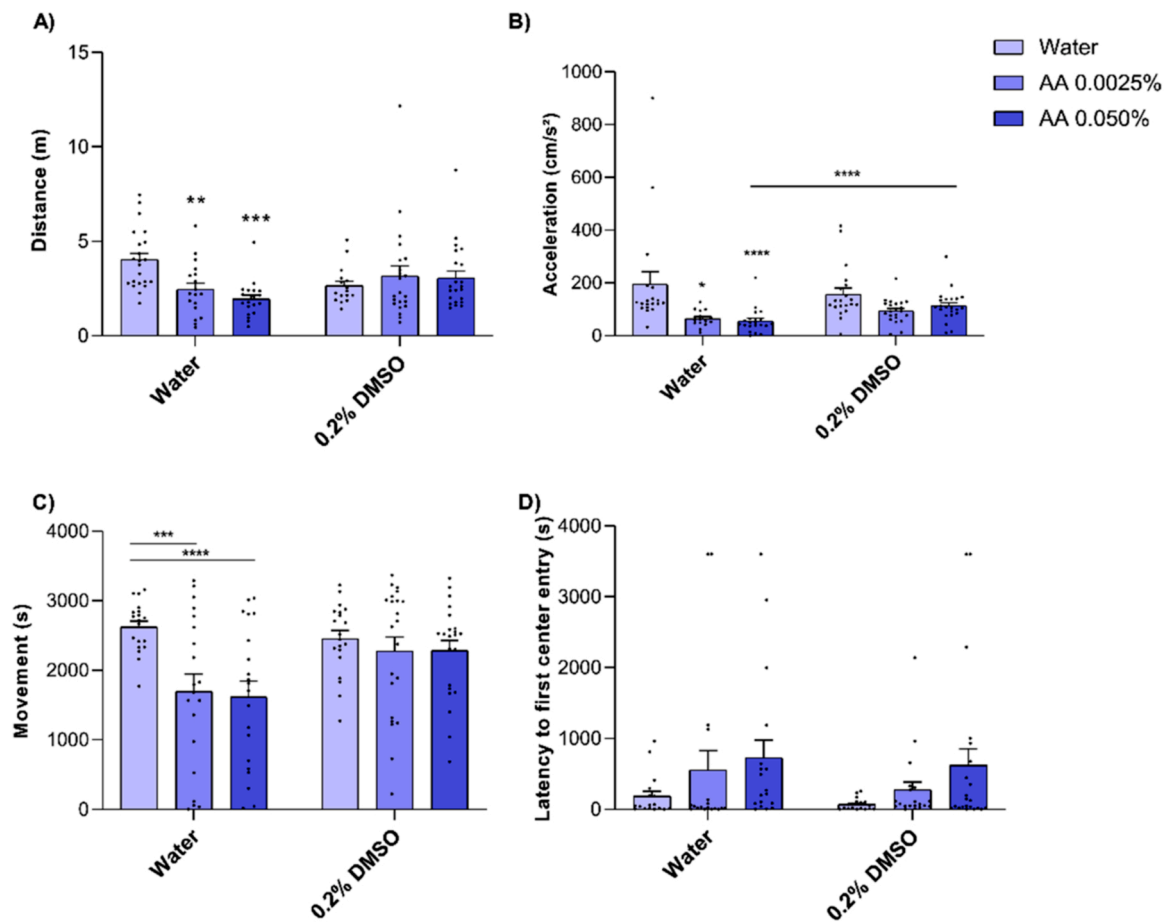 A)
15
10
5
0
Distance (m)
**
***
Water
0.2% DMSO
B)
1000
800
600
400
200
0
Acceleration (cm/s²)
*
****
****
Water
0.2% DMSO
Water
AA 0.0025%
AA 0.050%
C)
4000
3000
2000
1000
0
Movement (s)
***
****
Water
0.2% DMSO
D)
4000
3000
2000
1000
0
Latency to first center entry (s)
Water
0.2% DMSO